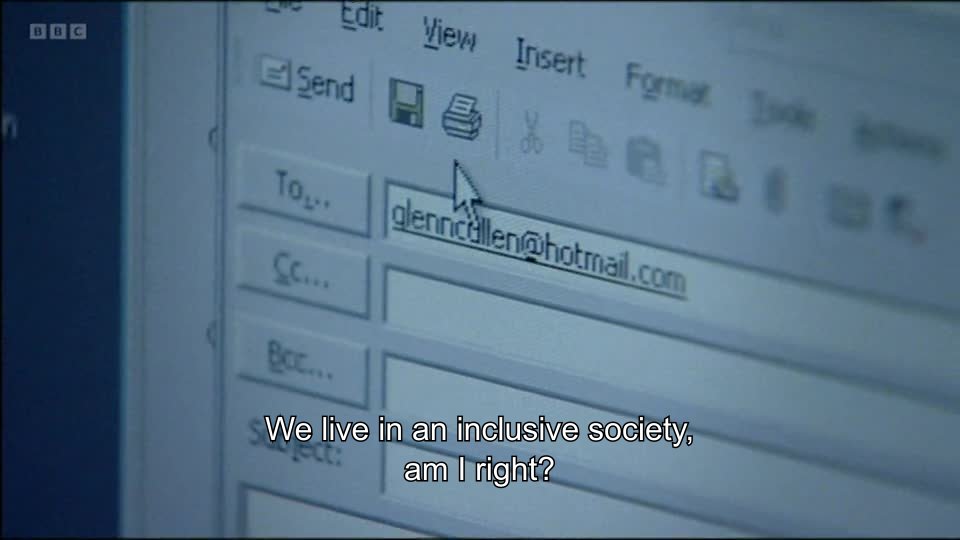 BBC
File Edit View Insert Format Tools Actions
Send
To...
glenncullen@hotmail.com
Cc...
Bcc...
Subject:
We live in an inclusive society,
am I right?